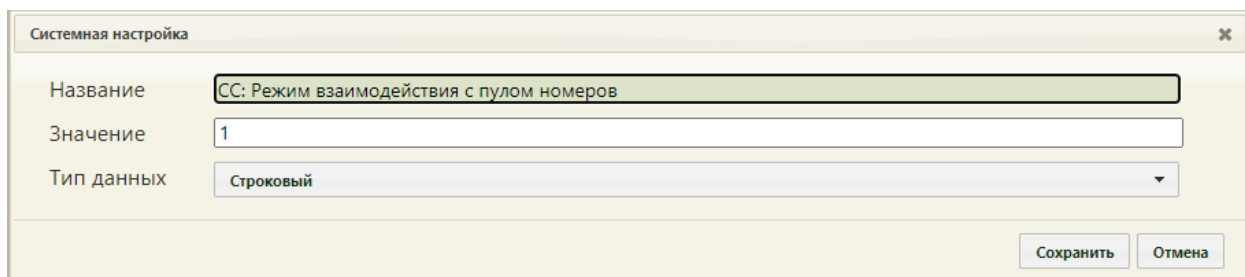 Системная настройка
Название СС: Режим взаимодействия с пулом номеров
Значение 1
Тип данных Строковый
Сохранить Отмена